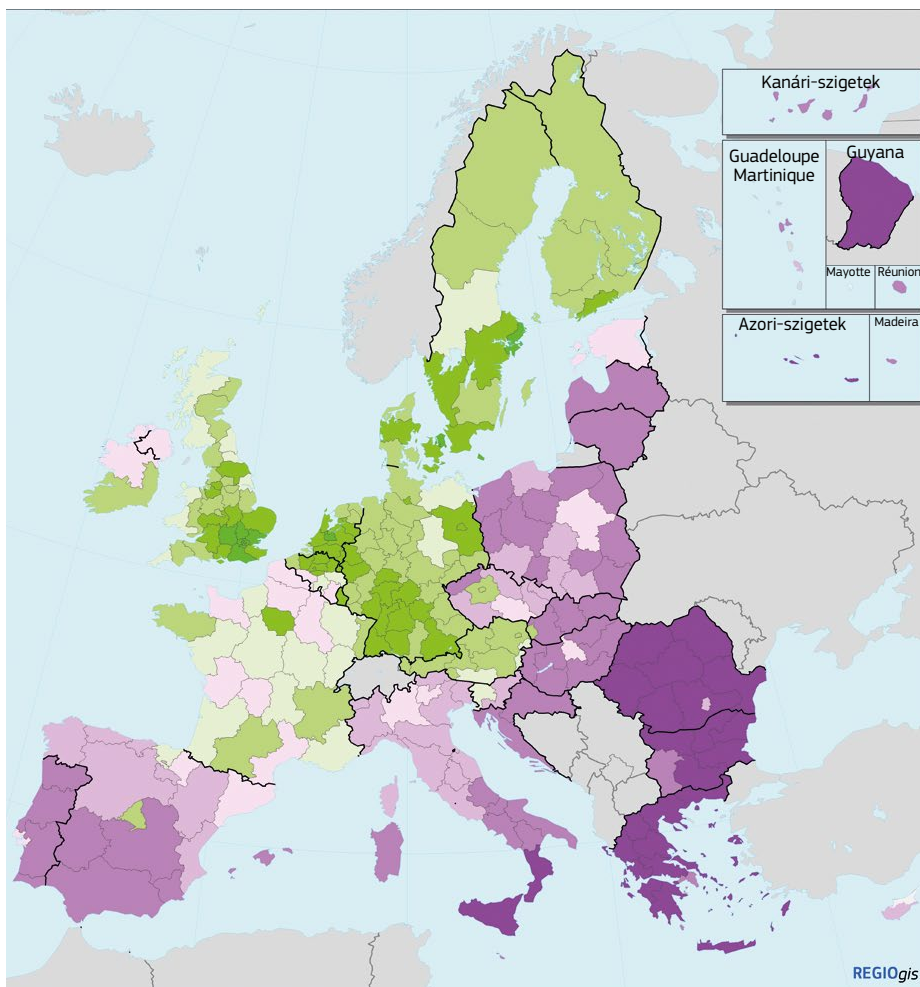 Kanári-szigetek
Guadeloupe
Martinique
Guyana
Mayotte
Réunion
Azori-szigetek
Madeira
REGIOgis